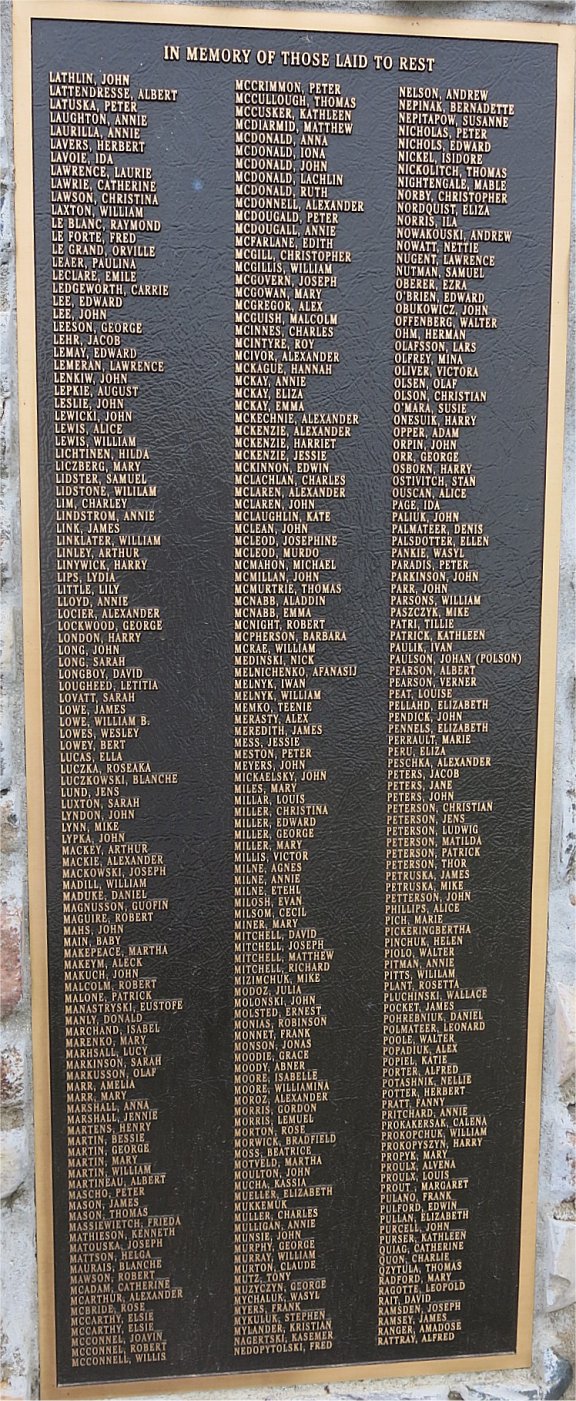 IN MEMORY OF THOSE LAID TO REST
LATHLIN, JOHN
LATTENDRESSE, ALBERT
LATUSKA, PETER
LAUGHTON, ANNIE
LAURILLA, ANNIE
LAVERS, HERBERT
LAVOIE, IDA
LAWRENCE, LAURIE
LAWRIE, CATHERINE
LAWSON, CHRISTINA
LAXTON, WILLIAM
LE BLANC, RAYMOND
LE FORTE, FRED
LE GRAND, ORVILLE
LEAER, PAULINA
LECLARE, EMILE
LEDGEWORTH, CARRIE
LEE, EDWARD
LEE, JOHN
LEESON, GEORGE
LEHR, JACOB
LEMAY, EDWARD
LEMERAN, LAWRENCE
LENKIW, JOHN
LEPKIE, AUGUST
LESLIE, JOHN
LEWICKI, JOHN
LEWIS, ALICE
LEWIS, WILLIAM
LICHTINEN, HILDA
LICZBERG, MARY
LIDSTER, SAMUEL
LIDSTONE, WILILAM
LIM, CHARLEY
LINDSTROM, ANNIE
LINK, JAMES
LINKLATER, WILLIAM
LINLEY, ARTHUR
LINYWICK, HARRY
LIPS, LYDIA
LITTLE, LILY
LLOYD, ANNIE
LOCIER, ALEXANDER
LOCKWOOD, GEORGE
LONDON, HARRY
LONG, JOHN
LONG, SARAH
LONGBOY, DAVID
LOUGHEED, LETITIA
LOVATT, SARAH
LOWE, JAMES
LOWE, WILLIAM B.
LOWES, WESLEY
LOWEY, BERT
LUCAS, ELLA
LUCZKA, ROSEAKA
LUCZKOWSKI, BLANCHE
LUND, JENS
LUXTON, SARAH
LYNDON, JOHN
LYNN, MIKE
LYPKA, JOHN
MACKEY, ARTHUR
MACKIE, ALEXANDER
MACKOWSKI, JOSEPH
MADILL, WILLIAM
MADUKE, DANIEL
MAGNUSSON, GUOFIN
MAGUIRE, ROBERT
MAHS, JOHN
MAIN, BABY
MAKEPEACE, MARTHA
MAKEYM, ALECK
MAKUCH, JOHN
MALCOLM, ROBERT
MALONE, PATRICK
MANASTRYSKI, EUSTOFE
MANLY, DONALD
MARCHAND, ISABEL
MARENKO, MARY
MARHSALL, LUCY
MARKINSON, SARAH
MARKUSSON, OLAF
MARR, AMELIA
MARR, MARY
MARSHALL, ANNA
MARSHALL, JENNIE
MARTENS, HENRY
MARTIN, BESSIE
MARTIN, GEORGE
MARTIN, MARY
MARTIN, WILLIAM
MARTINEAU, ALBERT
MASCHO, PETER
MASON, JAMES
MASON, THOMAS
MASSIEWIETCH, FRIEDA
MATHIESON, KENNETH
MATOUSKA, JOSEPH
MATTSON, HELGA
MAURAIS, BLANCHE
MAWSON, ROBERT
MCADAM, CATHERINE
MCARTHUR, ALEXANDER
MCBRIDE, ROSE
MCCARTHY, ELSIE
MCCARTHY, ELSIE
MCCONNEL, JOAVIN
MCCONNEL, ROBERT
MCCONNELL, WILLIS
MCCRIMMON, PETER
MCCULLOUGH, THOMAS
MCCUSKER, KATHLEEN
MCDIARMID, MATTHEW
MCDONALD, ANNA
MCDONALD, IONA
MCDONALD, JOHN
MCDONALD, LACHLIN
MCDONALD, RUTH
MCDONNELL, ALEXANDER
MCDOUGALD, PETER
MCDOUGALL, ANNIE
MCFARLANE, EDITH
MCGILL, CHRISTOPHER
MCGILLIS, WILLIAM
MCGOVERN, JOSEPH
MCGOWAN, MARY
MCGREGOR, ALEX
MCGUISH, MALCOLM
MCINNES, CHARLES
MCINTYRE, ROY
MCIVOR, ALEXANDER
MCKAGUE, HANNAH
MCKAY, ANNIE
MCKAY, ELIZA
MCKAY, EMMA
MCKECHNIE, ALEXANDER
MCKENZIE, ALEXANDER
MCKENZIE, HARRIET
MCKENZIE, JESSIE
MCKINNON, EDWIN
MCLACHLAN, CHARLES
MCLAREN, ALEXANDER
MCLAREN, JOHN
MCLAUGHLIN, KATE
MCLEAN, JOHN
MCLEOD, JOSEPHINE
MCLEOD, MURDO
MCMAHON, MICHAEL
MCMILLAN, JOHN
MCMURTRIE, THOMAS
MCNABB, ALADDIN
MCNABB, EMMA
MCNIGHT, ROBERT
MCPHERSON, BARBARA
MCRAE, WILLIAM
MEDINSKI, NICK
MELNICHENKO, AFANASIJ
MELNYK, IWAN
MELNYK, WILLIAM
MEMKO, TEENIE
MERASTY, ALEX
MEREDITH, JAMES
MESS, JESSIE
MESTON, PETER
MEYERS, JOHN
MICKAELSKY, JOHN
MILES, MARY
MILLAR, LOUIS
MILLER, CHRISTINA
MILLER, EDWARD
MILLER, GEORGE
MILLER, MARY
MILLIS, VICTOR
MILNE, AGNES
MILNE, ANNIE
MILNE, ETEHL
MILOSH, EVAN
MILSOM, CECIL
MINER, MARY
MITCHELL, DAVID
MITCHELL, JOSEPH
MITCHELL, MATTHEW
MITCHELL, RICHARD
MIZIMCHUK, MIKE
MODOZ, JULIA
MOLONSKI, JOHN
MOLSTED, ERNEST
MONIAS, ROBINSON
MONNET, FRANK
MONSON, JONAS
MOODIE, GRACE
MOODY, ABNER
MOORE, ISABELLE
MOORE, WILLIAMINA
MOROZ, ALEXANDER
MORRIS, GORDON
MORRIS, LEMUEL
MORTON, ROSE
MORWICK, BRADFIELD
MOSS, BEATRICE
MOTYELD, MARTHA
MOULTON, JOHN
MUCHA, KASSIA
MUELLER, ELIZABETH
MUKKEMUK
MULLER, CHARLES
MULLIGAN, ANNIE
MUNSIE, JOHN
MURPHY, GEORGE
MURRAY, WILLIAM
MURTON, CLAUDE
MUTZ, TONY
MUZYCZYN, GEORGE
MYCHALUK, WASYL
MYERS, FRANK
MYKULUK, STEPHEN
MYLANDER, KRISTIAN
NAGERTSKI, KASEMER
NEDOPYTOLSKI, FRED
NELSON, ANDREW
NEPINAK, BERNADETTE
NEPITAPOW, SUSANNE
NICHOLAS, PETER
NICHOLS, EDWARD
NICKEL, ISIDORE
NICKOLITCH, THOMAS
NIGHTENGALE, MABLE
NORBY, CHRISTOPHER
NORDQUIST, ELIZA
NORRIS, ILA
NOWAKOUSKI, ANDREW
NOWATT, NETTIE
NUGENT, LAWRENCE
NUTMAN, SAMUEL
OBERER, EZRA
O'BRIEN, EDWARD
OBUKOWICZ, JOHN
OFFENBERG, WALTER
OHM, HERMAN
OLAFSSON, LARS
OLFREY, MINA
OLIVER, VICTORA
OLSEN, OLAF
OLSON, CHRISTIAN
O'MARA, SUSIE
ONESUIK, HARRY
OPPER, ADAM
ORPIN, JOHN
ORR, GEORGE
OSBORN, HARRY
OSTIVITCH, STAN
OUSCAN, ALICE
PAGE, IDA
PALIUK, JOHN
PALMATEER, DENIS
PALSDOTTER, ELLEN
PANKIE, WASYL
PARADIS, PETER
PARKINSON, JOHN
PARR, JOHN
PARSONS, WILLIAM
PASZCZYK, MIKE
PATRI, TILLIE
PATRICK, KATHLEEN
PAULIK, IVAN
PAULSON, JOHAN (POLSON)
PEARSON, ALBERT
PEARSON, VERNER
PEAT, LOUISE
PELLAHD, ELIZABETH
PENDICK, JOHN
PENNELS, ELIZABETH
PERRAULT, MARIE
PERU, ELIZA
PESCHKA, ALEXANDER
PETERS, JACOB
PETERS, JANE
PETERS, JOHN
PETERSON, CHRISTIAN
PETERSON, JENS
PETERSON, LUDWIG
PETERSON, MATILDA
PETERSON, PATRICK
PETERSON, THOR
PETRUSKA, JAMES
PETRUSKA, MIKE
PETTERSON, JOHN
PHILLIPS, ALICE
PICH, MARIE
PICKERINGBERTHA
PINCHUK, HELEN
PIOLO, WALTER
PITMAN, ANNIE
PITTS, WILILAM
PLANT, ROSETTA
PLUCHINSKI, WALLACE
POCKET, JAMES
POHREBNIUK, DANIEL
POLMATEER, LEONARD
POOLE, WALTER
POPADIUK, ALEX
POPIEL, KATIE
PORTER, ALFRED
POTASHNIK, NELLIE
POTTER, HERBERT
PRATT, FANNY
PRITCHARD, ANNIE
PROKAKERSAK, CALENA
PROKOPCHUK, WILLIAM
PROKOPYSZYN, HARRY
PROPYK, MARY
PROULX, ALVENA
PROULX, LOUIS
PROUT, MARGARET
PULANO, FRANK
PULFORD, EDWIN
PULLAN, ELIZABETH
PURCELL, JOHN
PURSER, KATHLEEN
QUAIG, CATHERINE
QUON, CHARLIE
QZYTULA, THOMAS
RADFORD, MARY
RAGOTTE, LEOPOLD
RAIT, DAVID
RAMSDEN, JOSEPH
RAMSEY, JAMES
RANGER, AMADOSE
RATTRAY, ALFRED